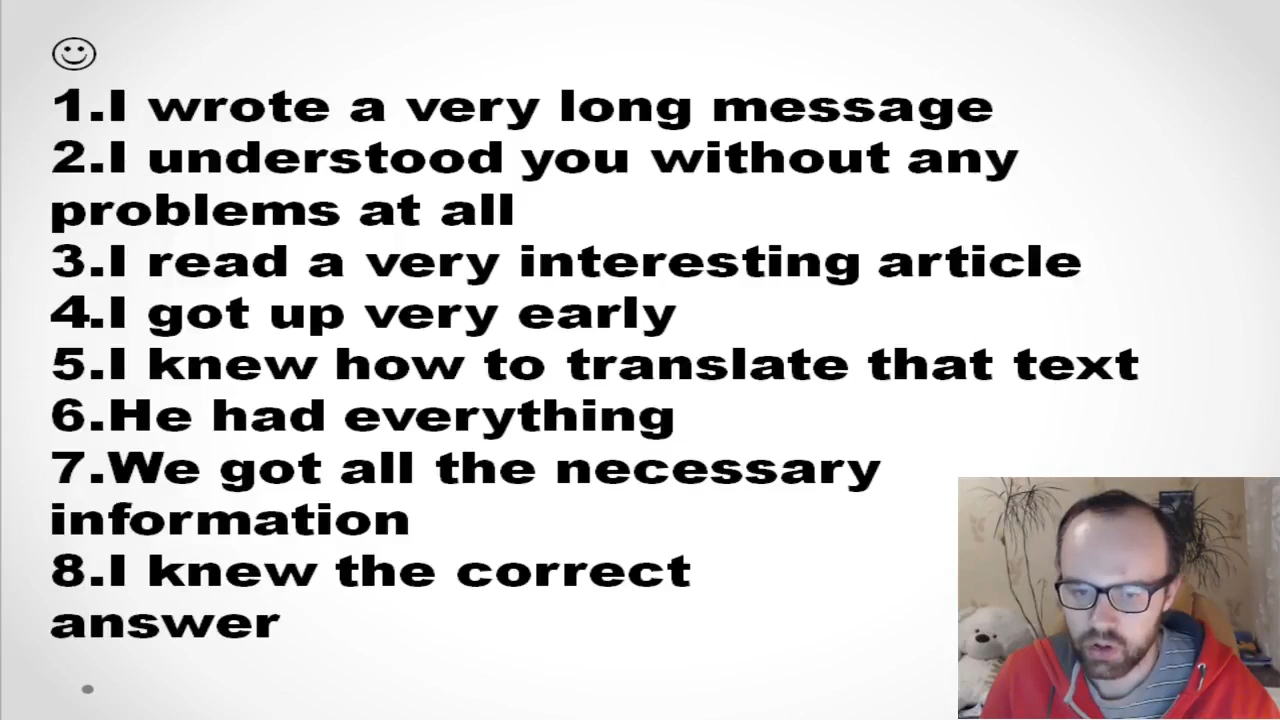 1.I wrote a very long message
2.I understood you without any
problems at all
3.I read a very interesting article
4.I got up very early
5.I knew how to translate that text
6.He had everything
7.We got all the necessary
information
8.I knew the correct
answer